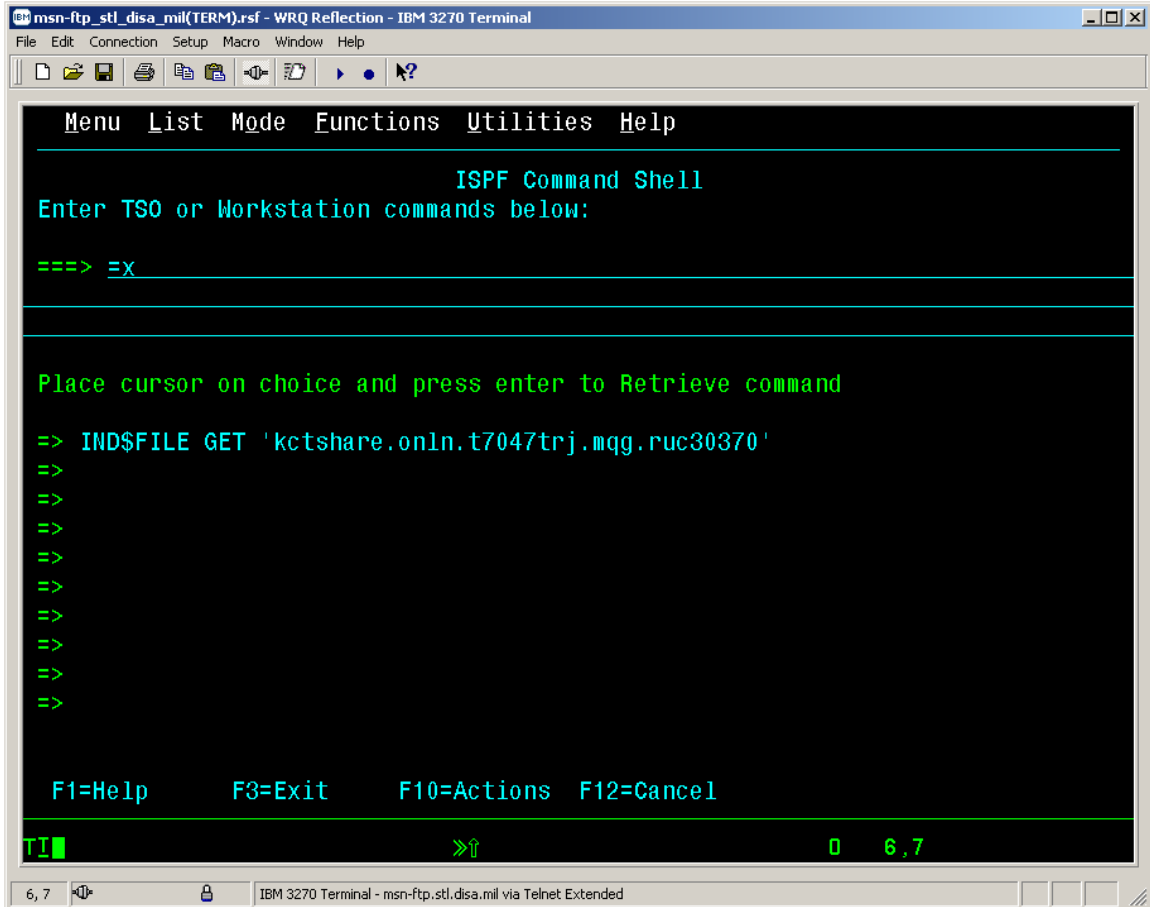 msn-ftp_stl_disa_mil(TERM).rsf - WRQ Reflection - IBM 3270 Terminal
File Edit Connection Setup Macro Window Help
Menu List Mode Functions Utilities Help
ISPF Command Shell
Enter TSO or Workstation commands below:
===> =x
Place cursor on choice and press enter to Retrieve command
=> IND$FILE GET 'kctshare.onln.t7047trj.mqg.ruc30370'
=>
=>
=>
=>
=>
=>
=>
=>
=>
F1=Help F3=Exit F10=Actions F12=Cancel
TI 0 6,7
6, 7 IBM 3270 Terminal - msn-ftp.stl.disa.mil via Telnet Extended